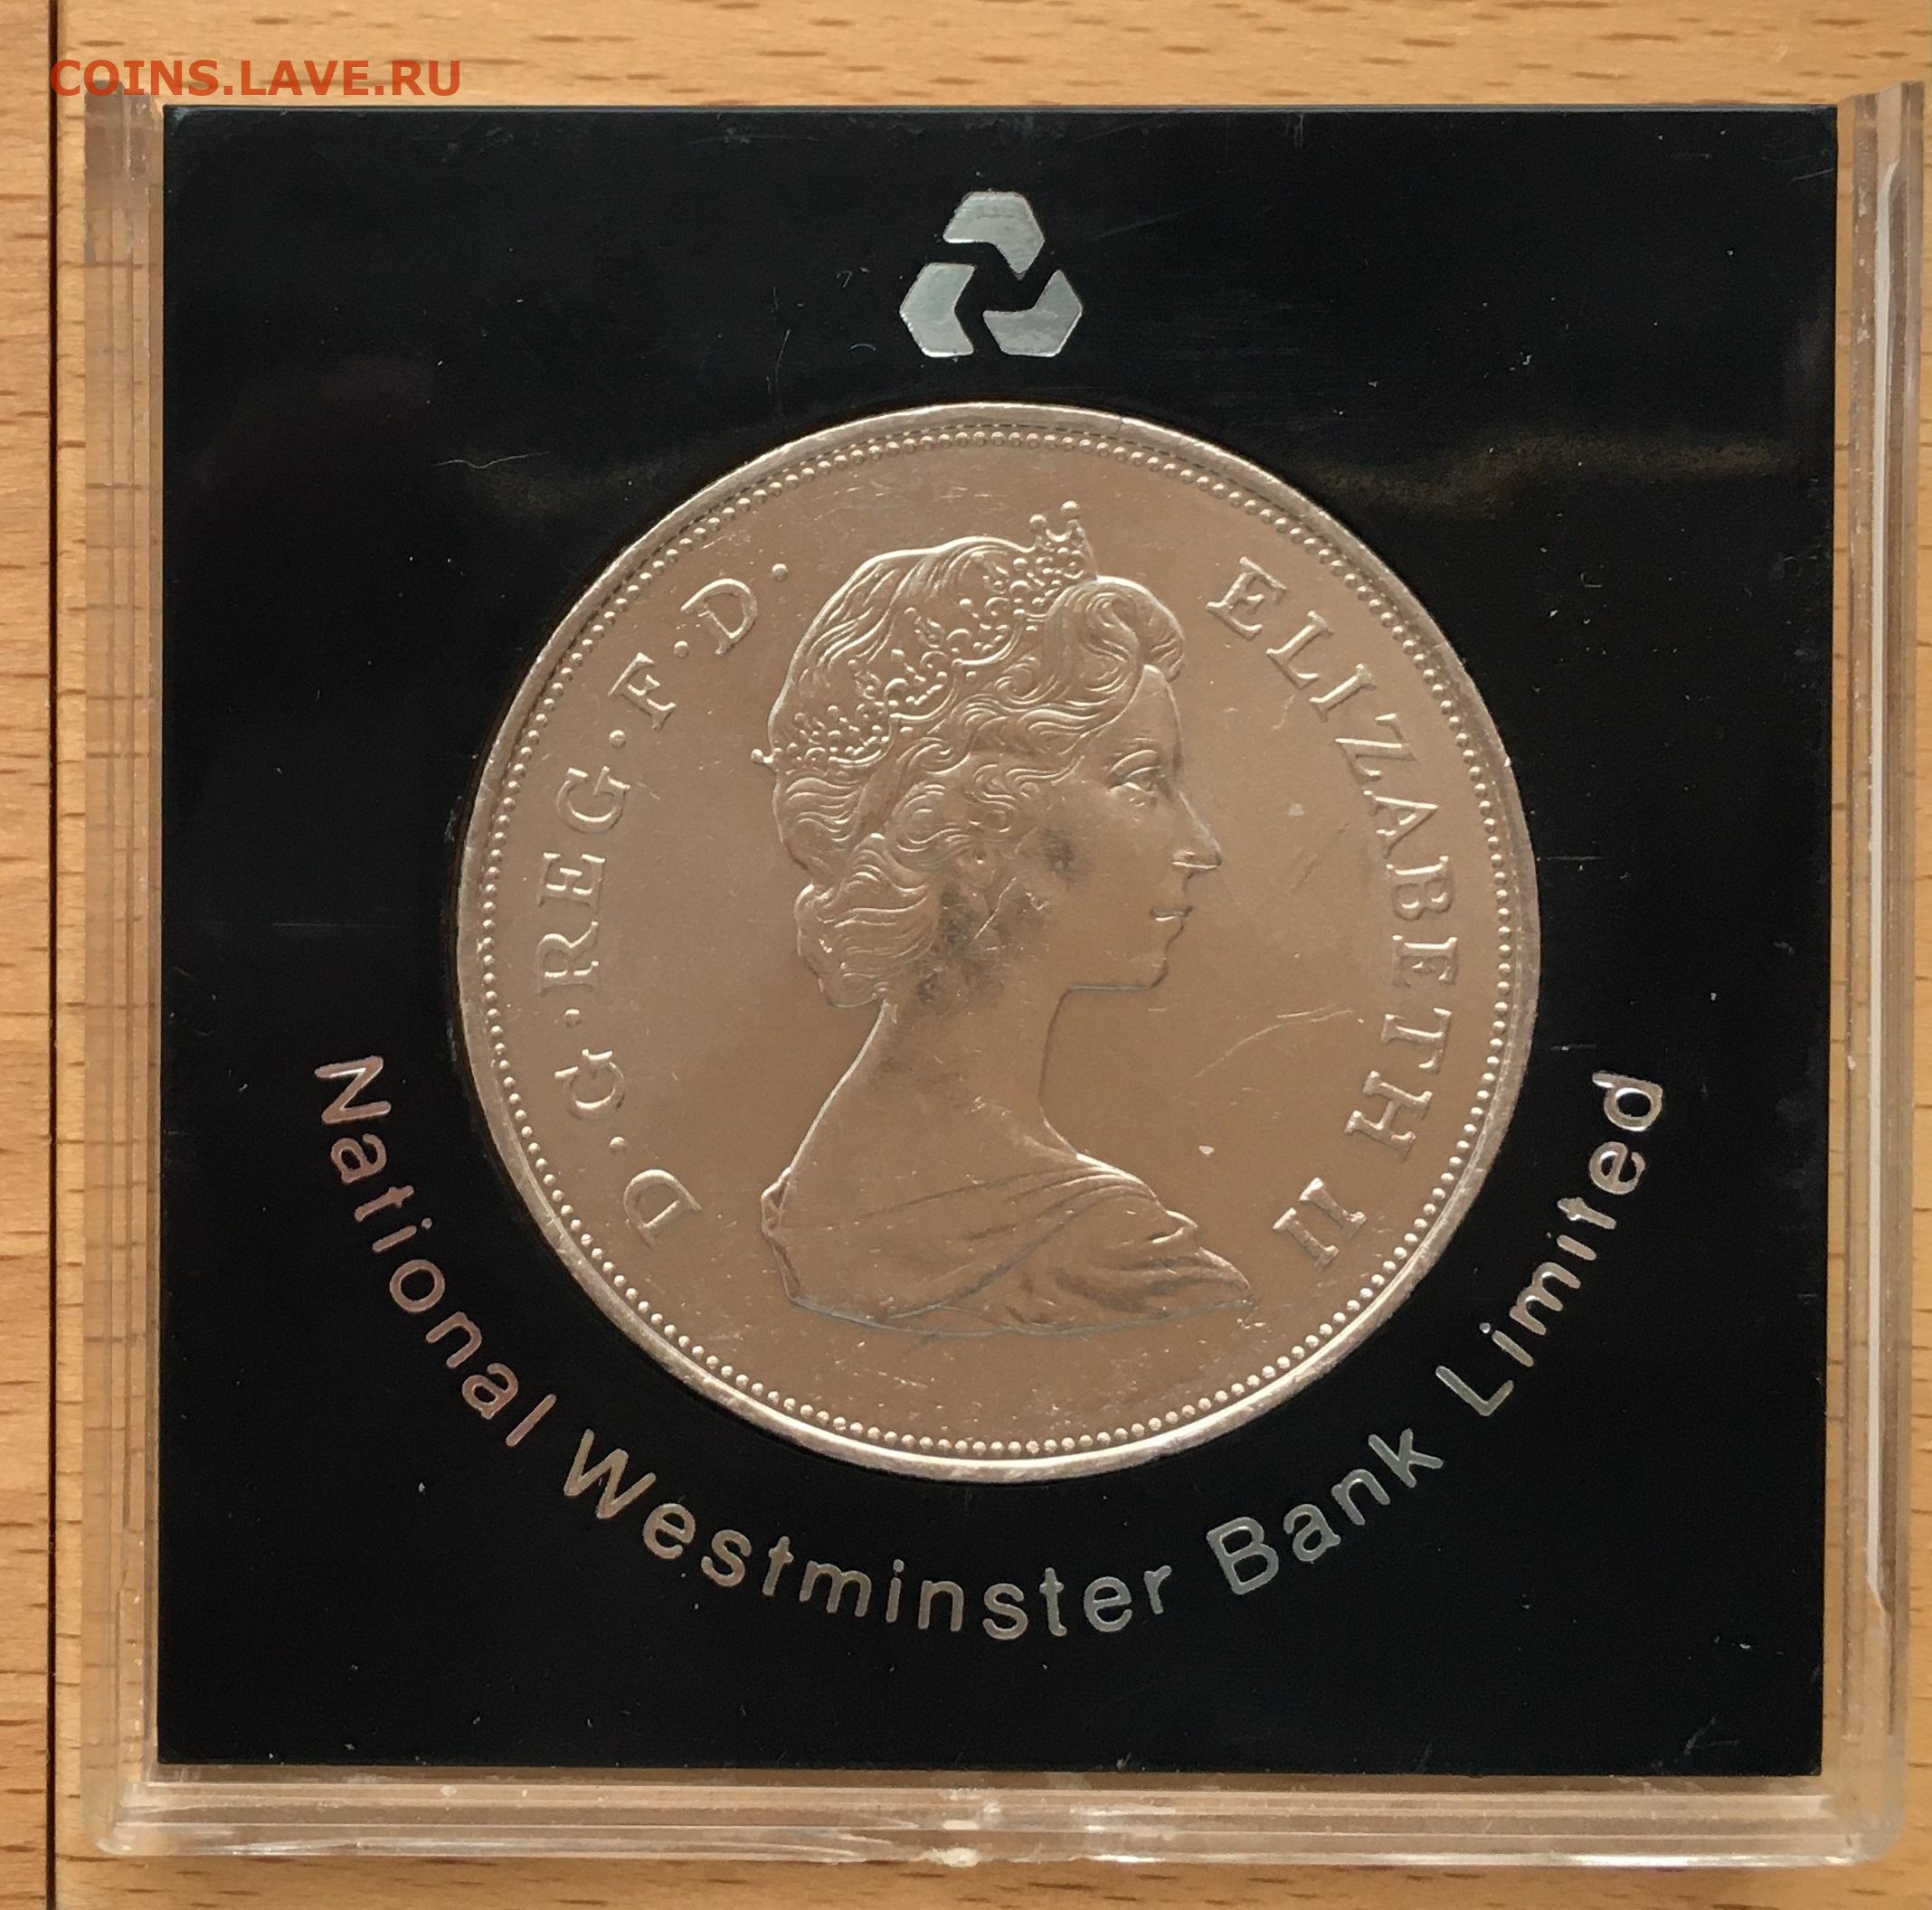 COINS.LAVE.RU
D·G·REG·F·D· ELIZABETH II
National Westminster Bank Limited